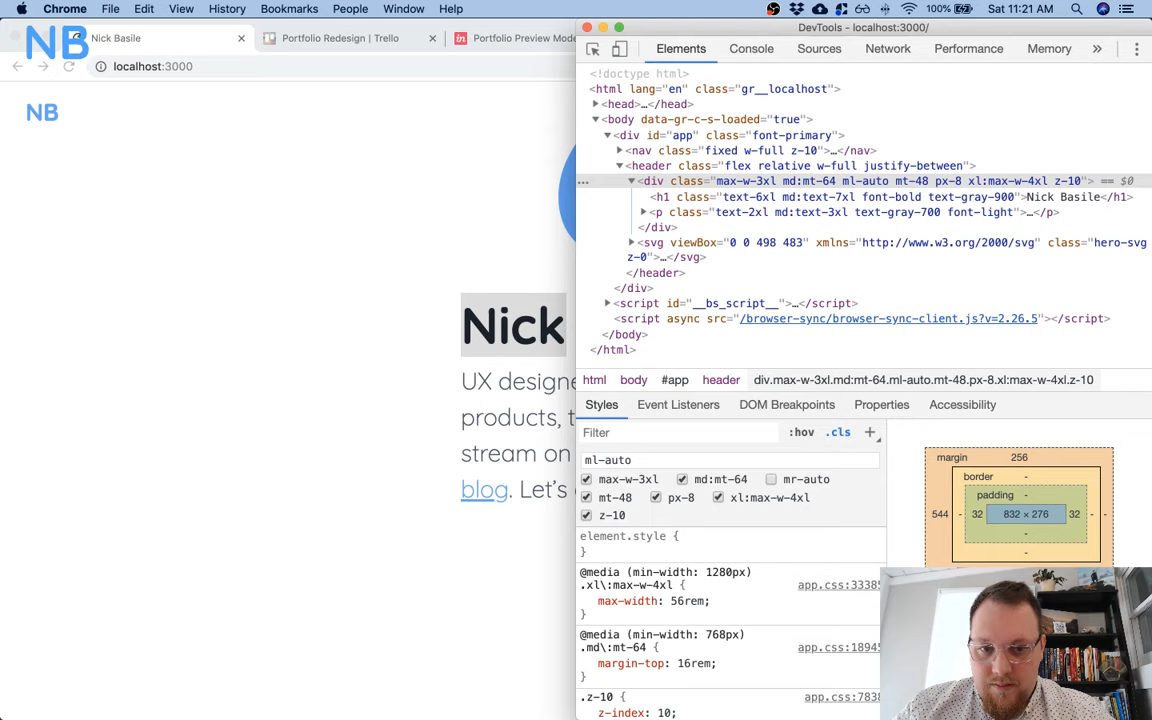 Chrome File Edit View History Bookmarks People Window Help
100% Sat 11:21 AM
NB
Nick Basile
Portfolio Redesign | Trello
Portfolio Preview Mode
localhost:3000
NB
Nick
UX designe
products, t
stream on
blog. Let's
DevTools - localhost:3000/
Elements Console Sources Network Performance Memory »
<!doctype html>
<html lang="en" class="gr__localhost">
<head>…</head>
<body data-gr-c-s-loaded="true">
<div id="app" class="font-primary">
<nav class="fixed w-full z-10">…</nav>
<header class="flex relative w-full justify-between">
… <div class="max-w-3xl md:mt-64 ml-auto mt-48 px-8 xl:max-w-4xl z-10"> == $0
<h1 class="text-6xl md:text-7xl font-bold text-gray-900">Nick Basile</h1>
<p class="text-2xl md:text-3xl text-gray-700 font-light">…</p>
</div>
<svg viewBox="0 0 498 483" xmlns="http://www.w3.org/2000/svg" class="hero-svg
z-0">…</svg>
</header>
</div>
<script id="__bs_script__">…</script>
<script async src="/browser-sync/browser-sync-client.js?v=2.26.5"></script>
</body>
</html>
html body #app header div.max-w-3xl.md:mt-64.ml-auto.mt-48.px-8.xl:max-w-4xl.z-10
Styles Event Listeners DOM Breakpoints Properties Accessibility
Filter :hov .cls +
ml-auto
max-w-3xl md:mt-64 mr-auto
mt-48 px-8 xl:max-w-4xl
z-10
element.style {
}
@media (min-width: 1280px)
.xl\:max-w-4xl { app.css:33385
max-width: 56rem;
}
@media (min-width: 768px)
.md\:mt-64 { app.css:18945
margin-top: 16rem;
}
.z-10 { app.css:7838
z-index: 10;
margin 256
border -
padding -
544 - 32 832 × 276 32 - -
-
-